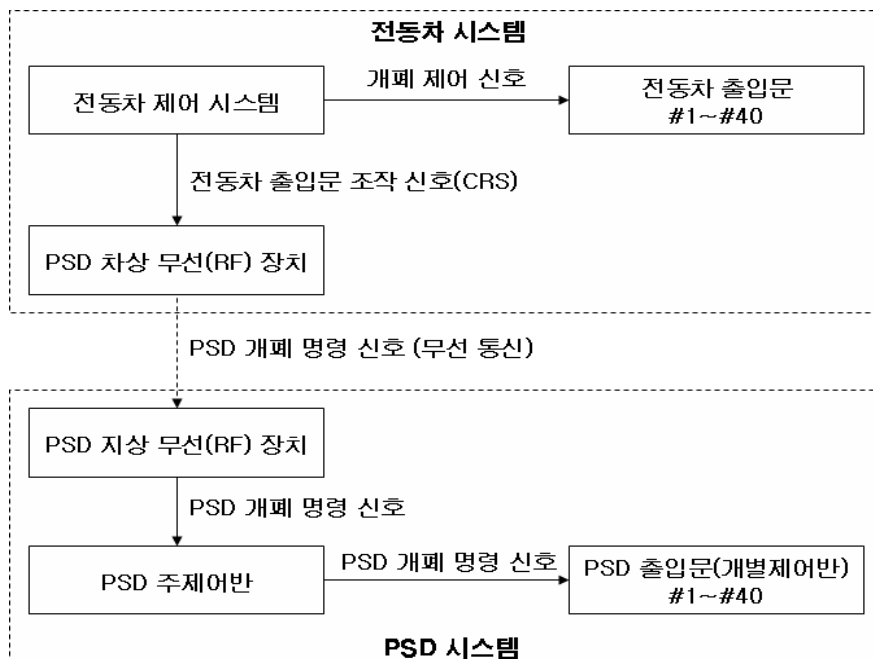 전동차 시스템
전동차 제어 시스템
개폐 제어 신호
전동차 출입문
#1~#40
전동차 출입문 조작 신호(CRS)
PSD 차상 무선(RF) 장치
PSD 개폐 명령 신호 (무선 통신)
PSD 지상 무선(RF) 장치
PSD 개폐 명령 신호
PSD 주제어반
PSD 개폐 명령 신호
PSD 출입문(개별제어반)
#1~#40
PSD 시스템